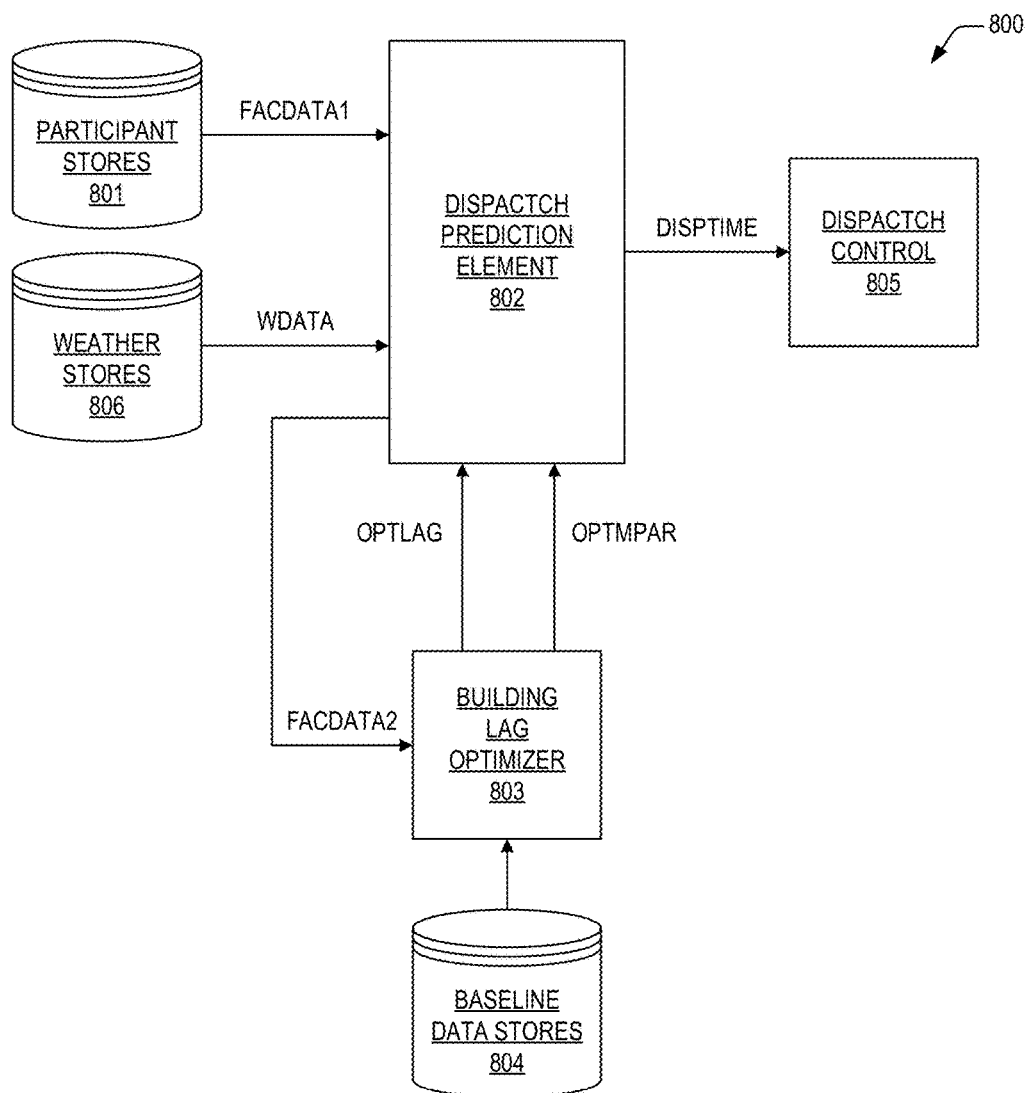 800
PARTICIPANT
STORES
801
FACDATA1
DISPACTCH
PREDICTION
ELEMENT
802
DISPTIME
DISPACTCH
CONTROL
805
WEATHER
STORES
806
WDATA
OPTLAG
OPTMPAR
FACDATA2
BUILDING
LAG
OPTIMIZER
803
BASELINE
DATA STORES
804